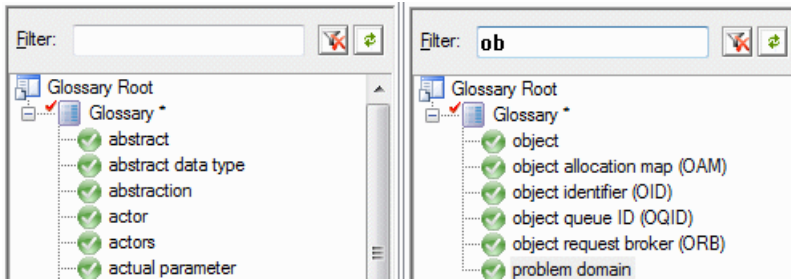 Filter:
Glossary Root
Glossary *
abstract
abstract data type
abstraction
actor
actors
actual parameter
Filter: ob
Glossary Root
Glossary *
object
object allocation map (OAM)
object identifier (OID)
object queue ID (OQID)
object request broker (ORB)
problem domain